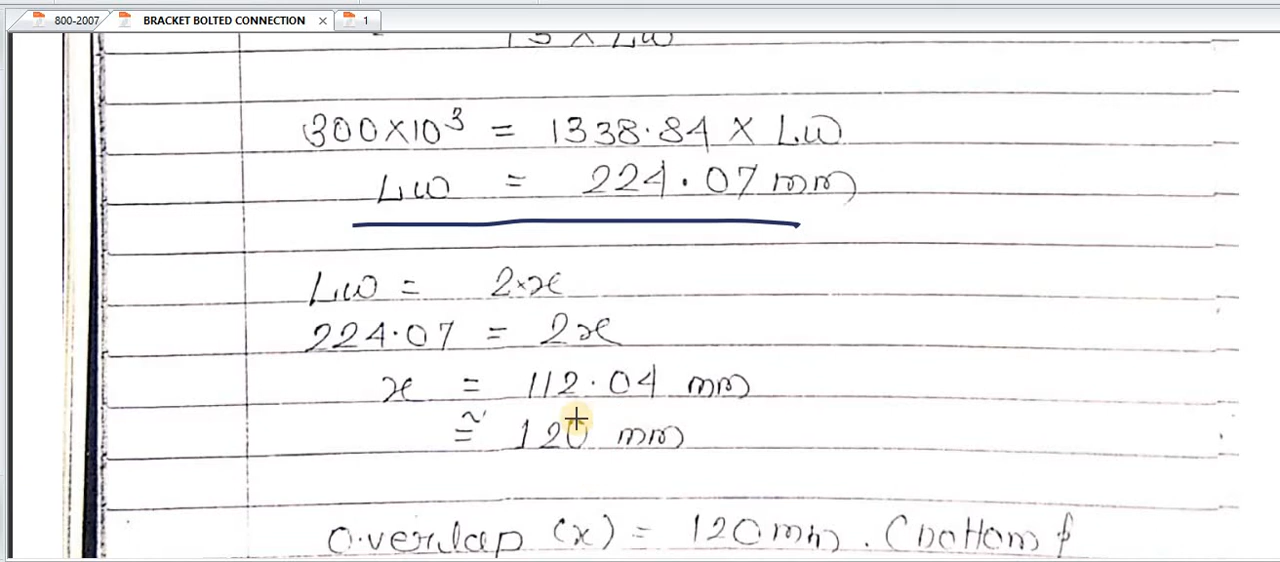 800-2007 BRACKET BOLTED CONNECTION × 1
300×10³ = 1338.84 × Lw
Lw = 224.07 mm
Lw = 2×x
224.07 = 2x
x = 112.04 mm
≅ 120 mm
Overlap (x) = 120 mm. (bottom &